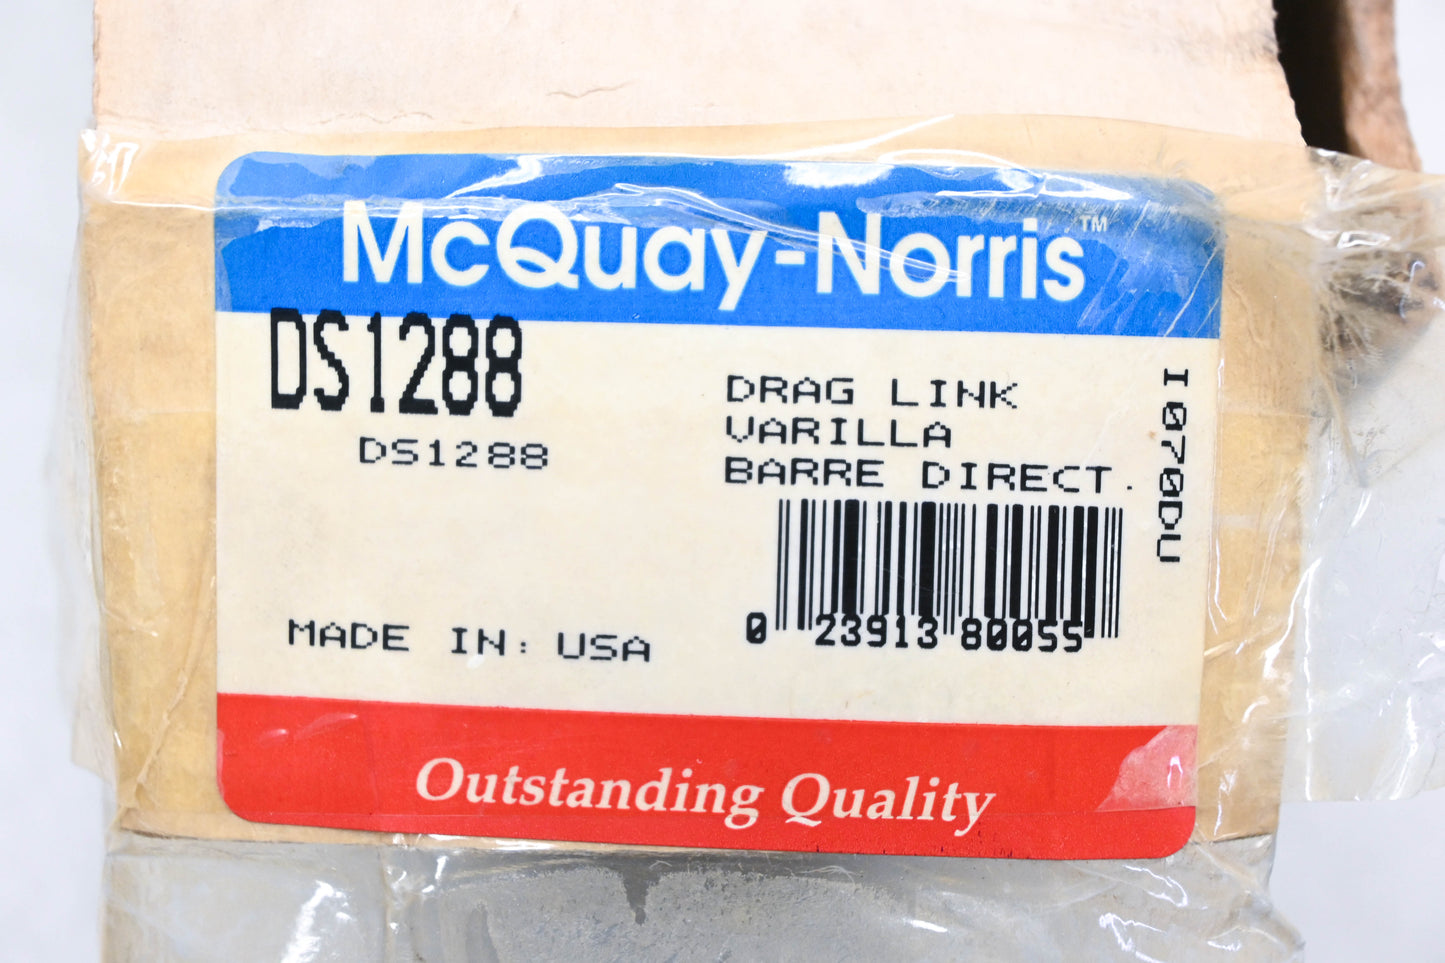 McQuay-Norris™
DS1288
DS1288
DRAG LINK
VARILLA
BARRE DIRECT.
I070DU
0 23913 80055
MADE IN: USA
Outstanding Quality